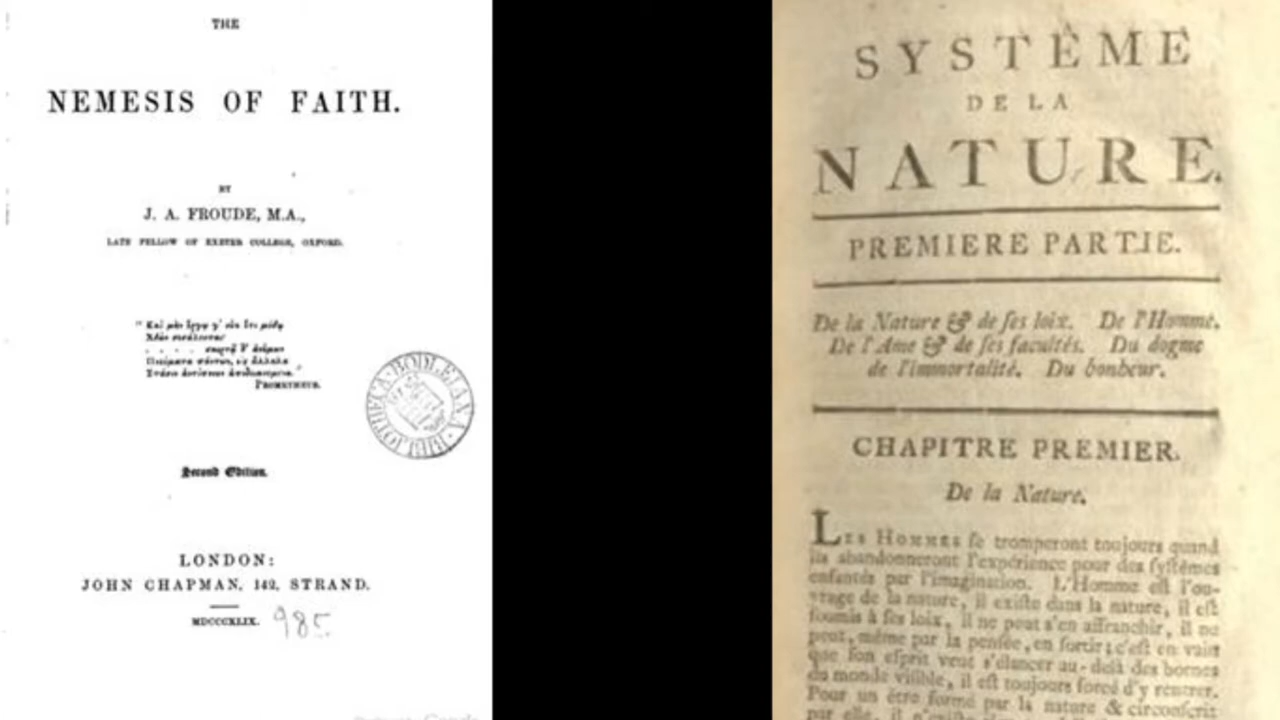 THE
NEMESIS OF FAITH.
BY
J. A. FROUDE, M.A.,
LATE FELLOW OF EXETER COLLEGE, OXFORD.
PROMETHEUS.
BIBLIOTHECA BODLEIANA
Second Edition.
LONDON:
JOHN CHAPMAN, 142, STRAND.
MDCCCXLIX.
985
SYSTÊME
DE LA
NATURE.
PREMIERE PARTIE.
De la Nature & de ſes loix. De l'Homme.
De l'Ame & de ſes facultés. Du dogme
de l'immortalité. Du bonheur.
CHAPITRE PREMIER.
De la Nature.
LES HOMMES ſe tromperont toujours quand
ils abandonneront l'expérience pour des ſyſtêmes
enfantés par l'imagination. L'Homme eſt l'ou-
vrage de la nature, il exiſte dans la nature, il eſt
ſoumis à ſes loix, il ne peut s'en affranchir, il ne
peut, même par la penſée, en ſortir; c'eſt en vain
que ſon eſprit veut s'élancer au-delà des bornes
du monde viſible, il eſt toujours forcé d'y rentrer.
Pour un être formé par la nature & circonſcrit
par elle, il n'exiſte